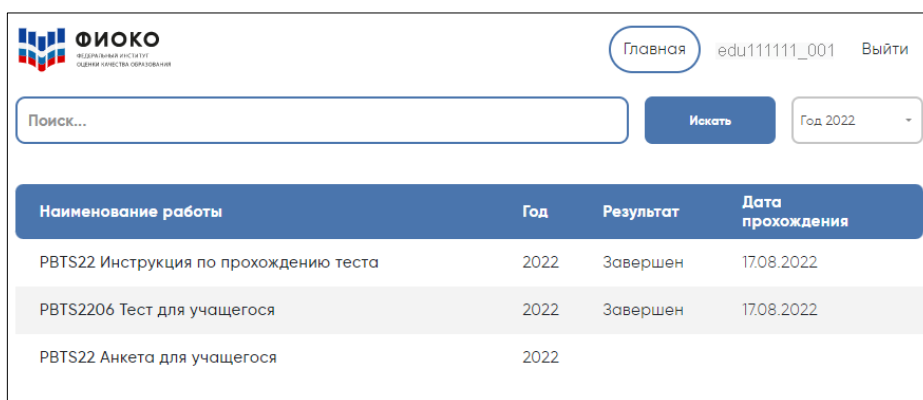 ФИОКО
ФЕДЕРАЛЬНЫЙ ИНСТИТУТ
ОЦЕНКИ КАЧЕСТВА ОБРАЗОВАНИЯ
Главная edu111111_001 Выйти
Поиск... Искать Год 2022
Наименование работы Год Результат Дата прохождения
PBTS22 Инструкция по прохождению теста 2022 Завершен 17.08.2022
PBTS2206 Тест для учащегося 2022 Завершен 17.08.2022
PBTS22 Анкета для учащегося 2022